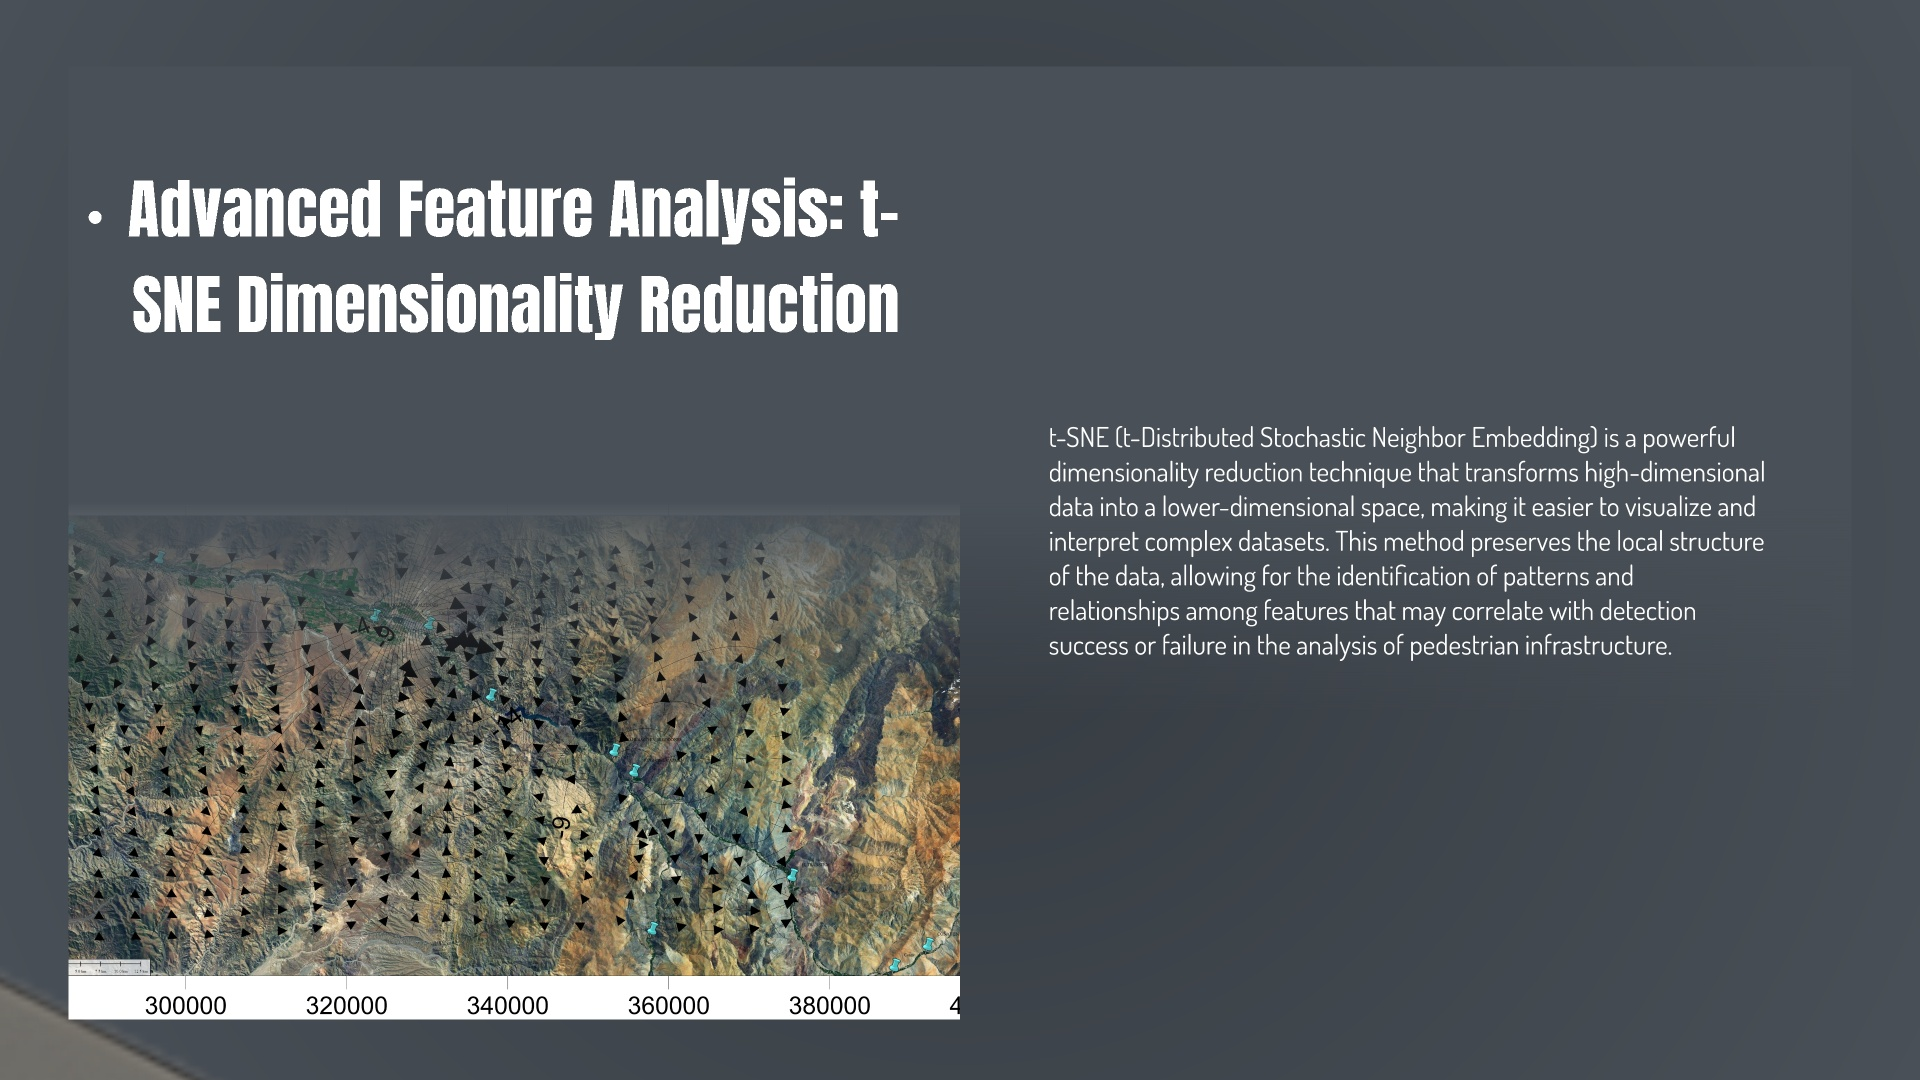 • Advanced Feature Analysis: t-
SNE Dimensionality Reduction
t-SNE (t-Distributed Stochastic Neighbor Embedding) is a powerful
dimensionality reduction technique that transforms high-dimensional
data into a lower-dimensional space, making it easier to visualize and
interpret complex datasets. This method preserves the local structure
of the data, allowing for the identification of patterns and
relationships among features that may correlate with detection
success or failure in the analysis of pedestrian infrastructure.
-9
300000 320000 340000 360000 380000 4